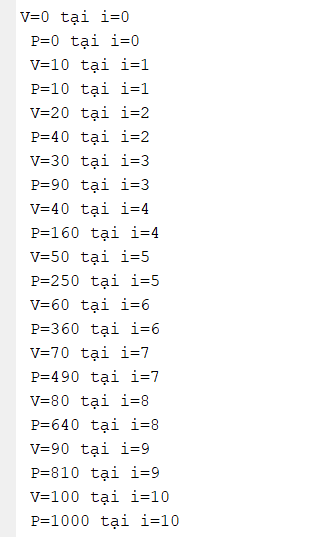 V=0 tại i=0
P=0 tại i=0
V=10 tại i=1
P=10 tại i=1
V=20 tại i=2
P=40 tại i=2
V=30 tại i=3
P=90 tại i=3
V=40 tại i=4
P=160 tại i=4
V=50 tại i=5
P=250 tại i=5
V=60 tại i=6
P=360 tại i=6
V=70 tại i=7
P=490 tại i=7
V=80 tại i=8
P=640 tại i=8
V=90 tại i=9
P=810 tại i=9
V=100 tại i=10
P=1000 tại i=10